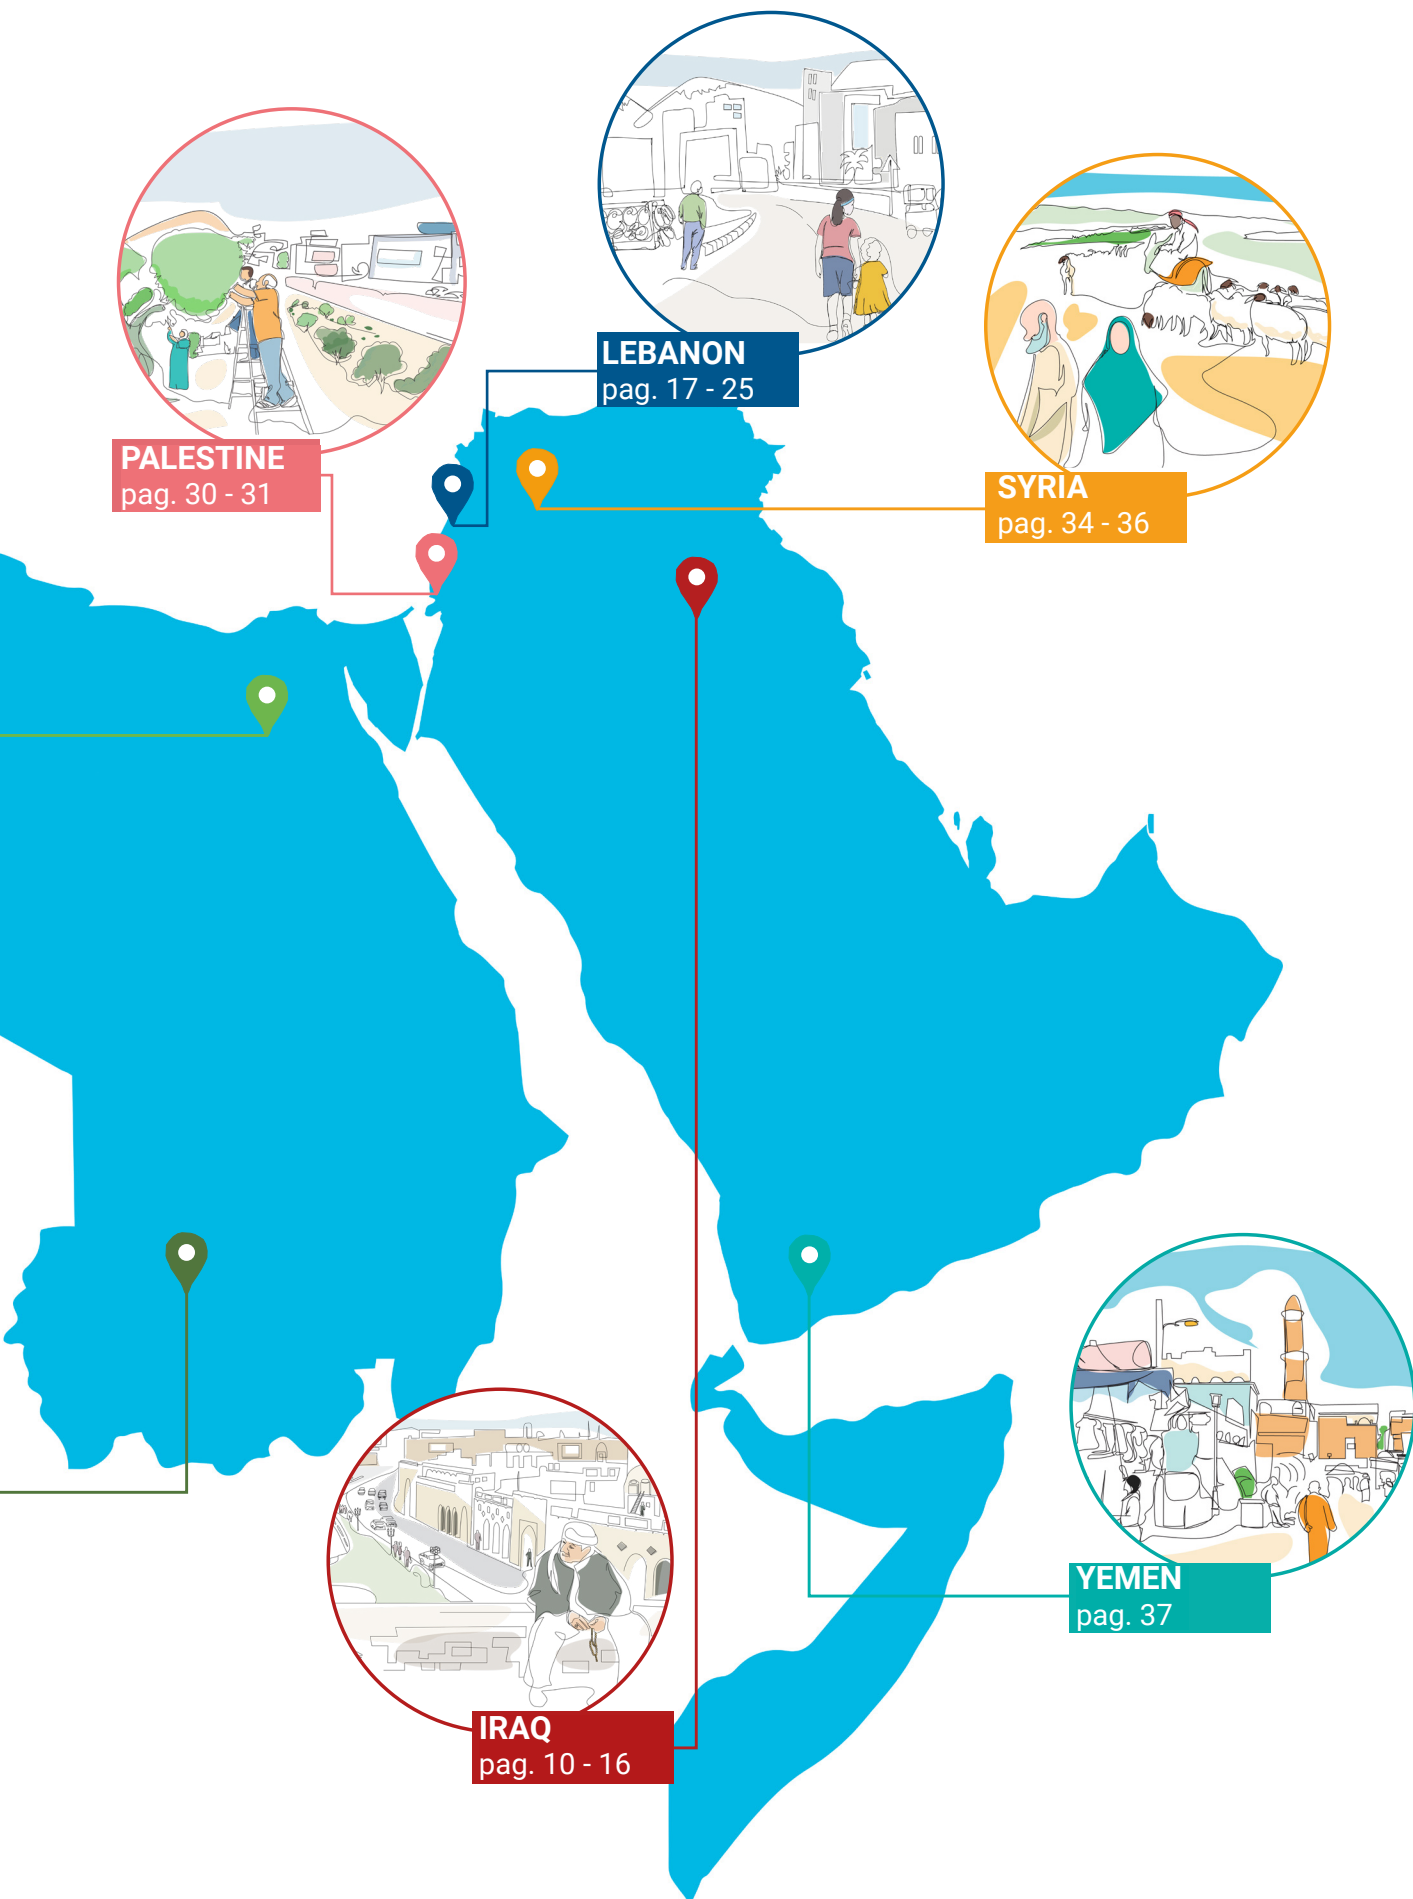 LEBANON
pag. 17 - 25
PALESTINE
pag. 30 - 31
SYRIA
pag. 34 - 36
YEMEN
pag. 37
IRAQ
pag. 10 - 16